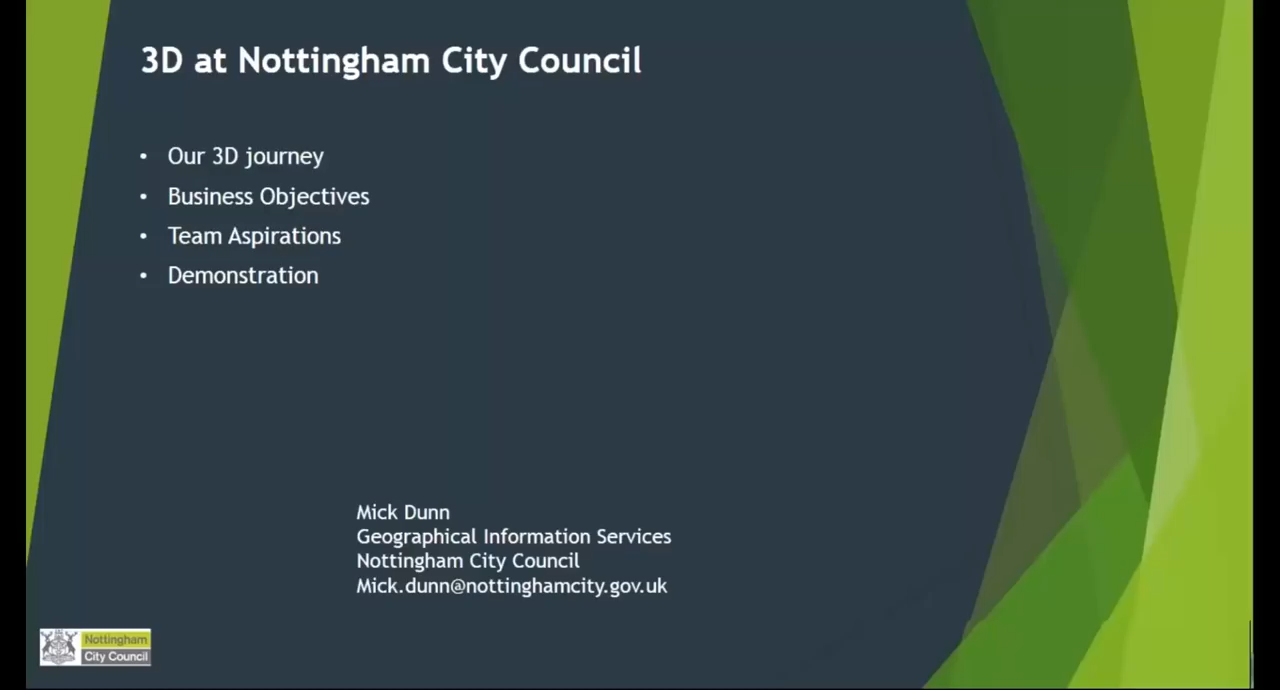 3D at Nottingham City Council
• Our 3D journey
• Business Objectives
• Team Aspirations
• Demonstration
Mick Dunn
Geographical Information Services
Nottingham City Council
Mick.dunn@nottinghamcity.gov.uk
Nottingham
City Council